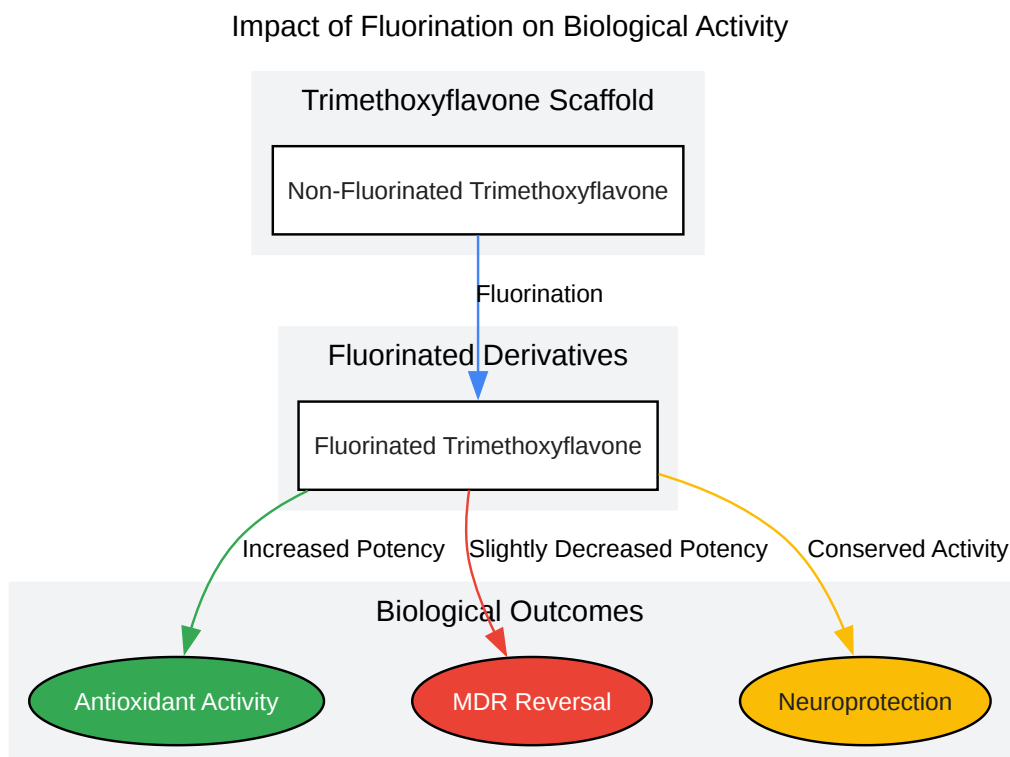 Impact of Fluorination on Biological Activity
Trimethoxyflavone Scaffold
Non-Fluorinated Trimethoxyflavone
Fluorination
Fluorinated Derivatives
Fluorinated Trimethoxyflavone
Increased Potency
Slightly Decreased Potency
Conserved Activity
Biological Outcomes
Antioxidant Activity
MDR Reversal
Neuroprotection